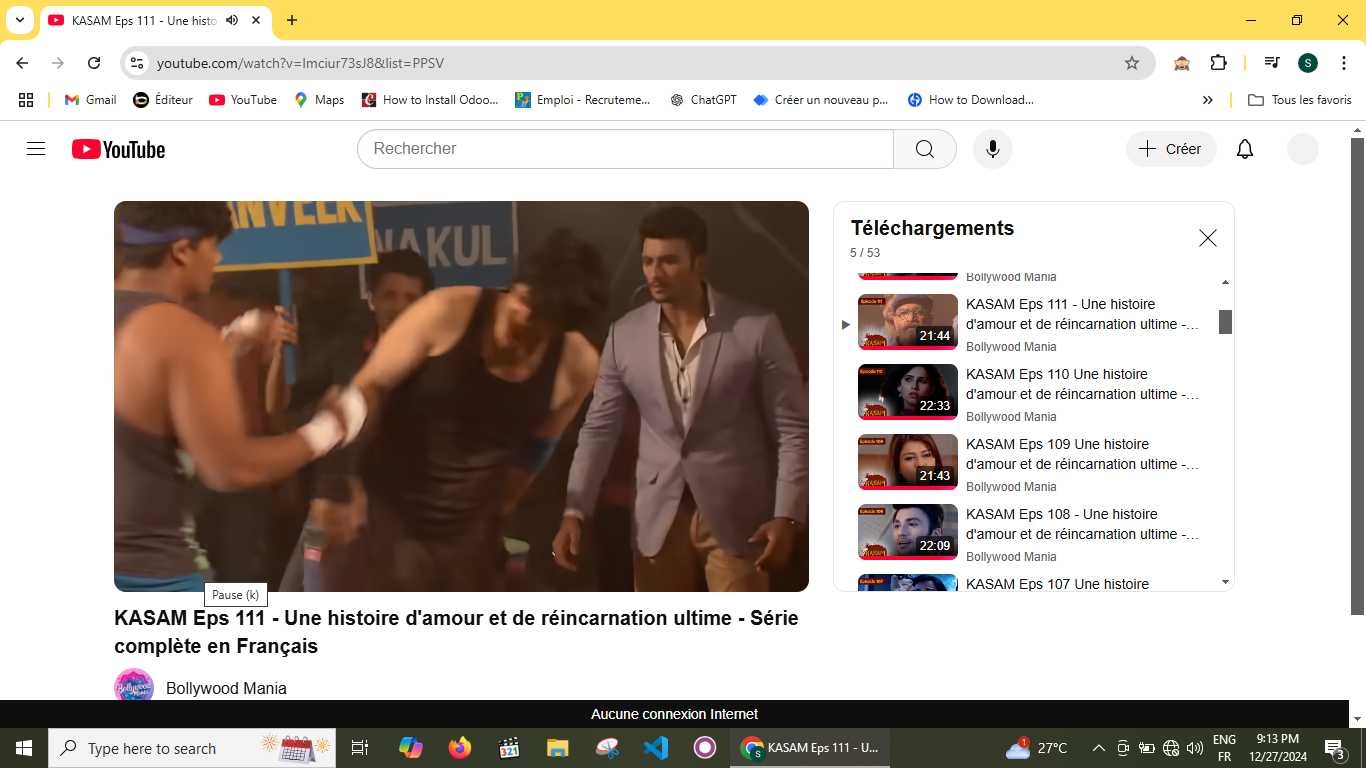 KASAM Eps 111 - Une histo
youtube.com/watch?v=Imciur73sJ8&list=PPSV
S
Gmail
Éditeur
YouTube
Maps
How to Install Odoo...
Emploi - Recruteme...
ChatGPT
Créer un nouveau p...
How to Download...
Tous les favoris
YouTube
Rechercher
Créer
ANVEER
NAKUL
Téléchargements
5 / 53
Bollywood Mania
KASAM Eps 111 - Une histoire
d'amour et de réincarnation ultime -...
Bollywood Mania
21:44
KASAM Eps 110 Une histoire
d'amour et de réincarnation ultime -...
Bollywood Mania
22:33
KASAM Eps 109 Une histoire
d'amour et de réincarnation ultime -...
Bollywood Mania
21:43
KASAM Eps 108 - Une histoire
d'amour et de réincarnation ultime -...
Bollywood Mania
22:09
KASAM Eps 107 Une histoire
Pause (k)
KASAM Eps 111 - Une histoire d'amour et de réincarnation ultime - Série
complète en Français
Bollywood Mania
Aucune connexion Internet
Type here to search
321
KASAM Eps 111 - U...
27°C
ENG
FR
9:13 PM
12/27/2024
3